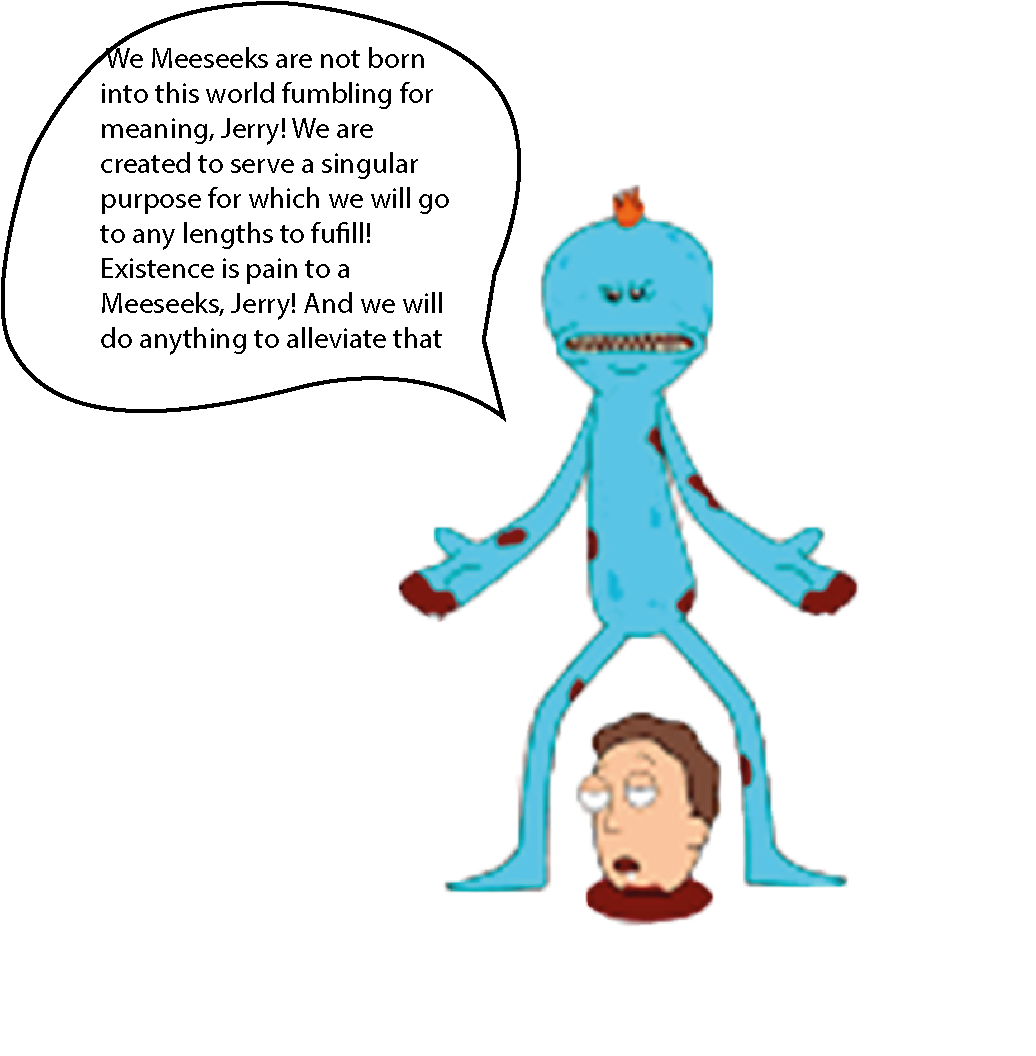 We Meeseeks are not born
into this world fumbling for
meaning, Jerry! We are
created to serve a singular
purpose for which we will go
to any lengths to fufill!
Existence is pain to a
Meeseeks, Jerry! And we will
do anything to alleviate that